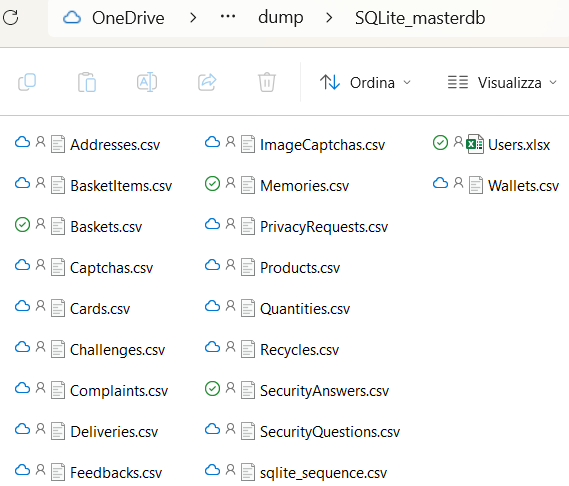 OneDrive > ... dump > SQLite_masterdb
Ordina Visualizza
Addresses.csv
BasketItems.csv
Baskets.csv
Captchas.csv
Cards.csv
Challenges.csv
Complaints.csv
Deliveries.csv
Feedbacks.csv
ImageCaptchas.csv
Memories.csv
PrivacyRequests.csv
Products.csv
Quantities.csv
Recycles.csv
SecurityAnswers.csv
SecurityQuestions.csv
sqlite_sequence.csv
Users.xlsx
Wallets.csv